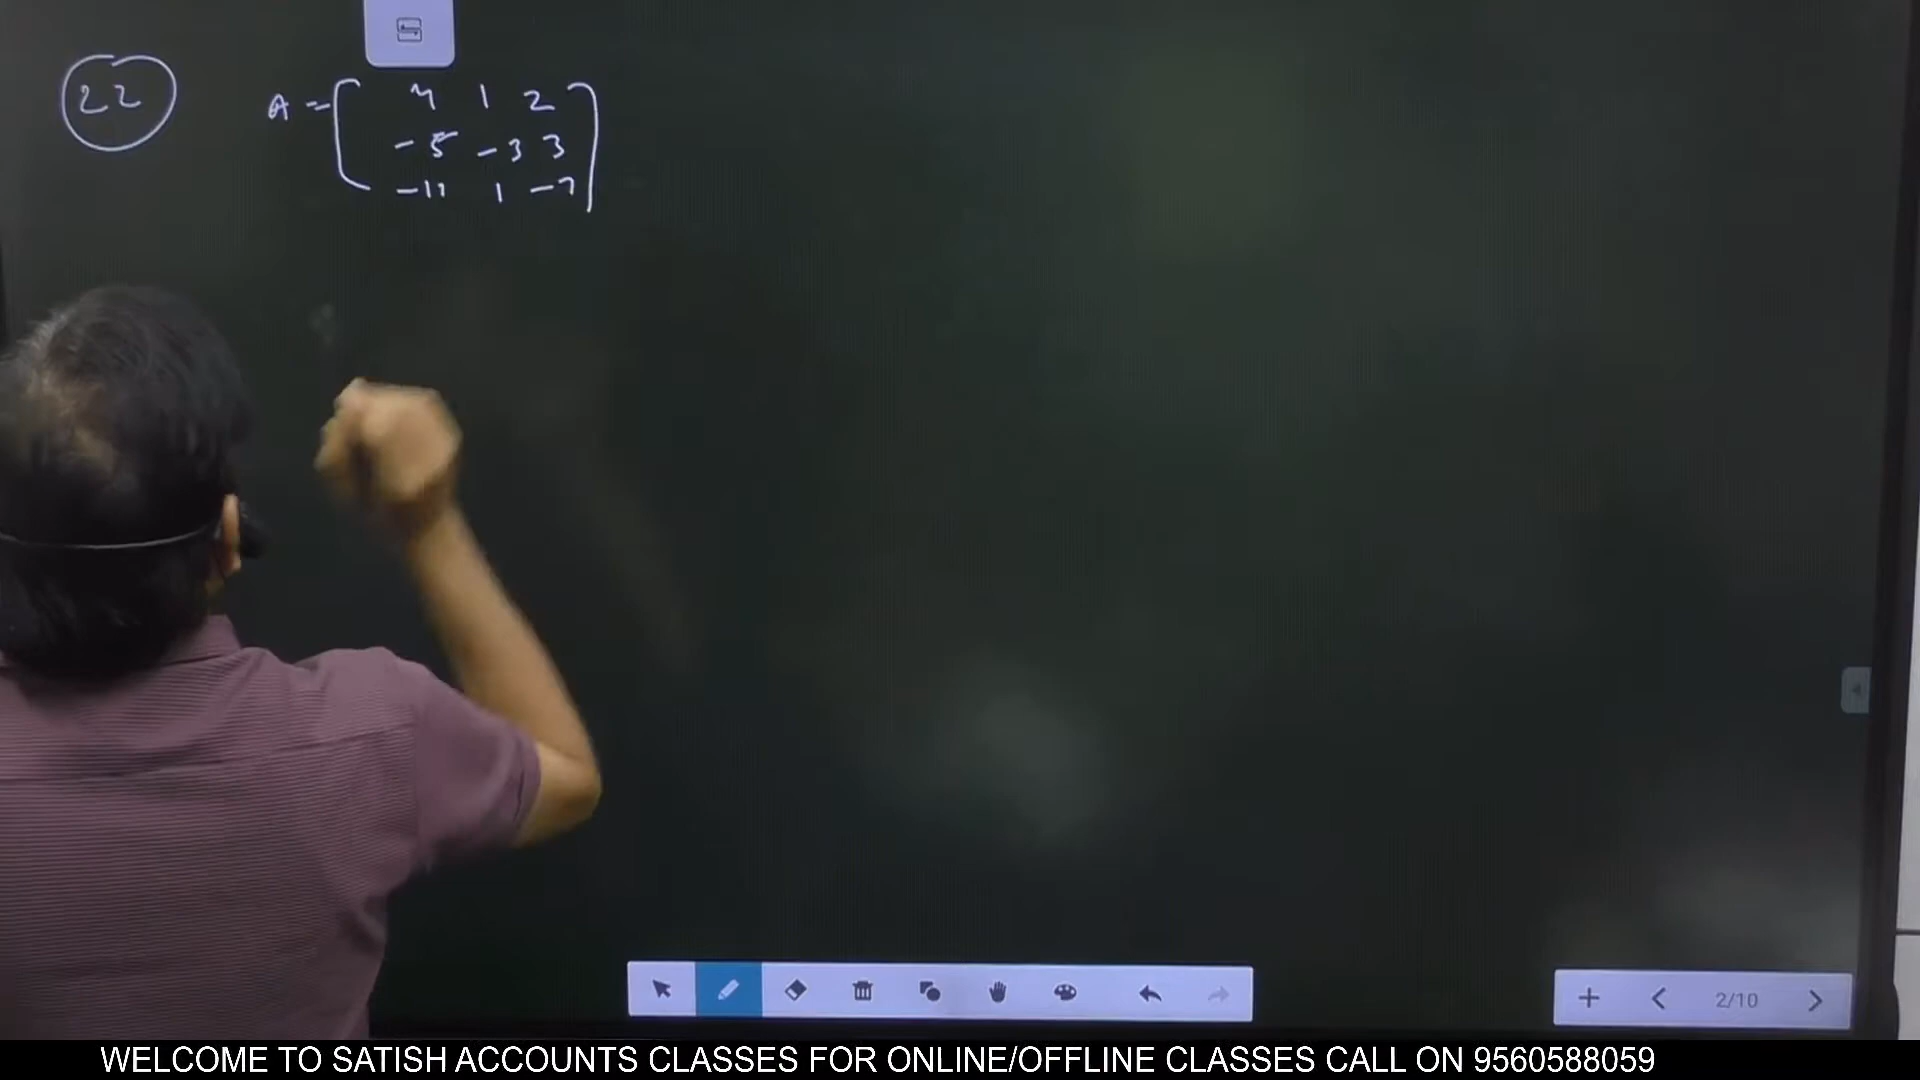 22
A = [ 4 1 2
-5 -3 3
-11 1 -7 ]
2/10
WELCOME TO SATISH ACCOUNTS CLASSES FOR ONLINE/OFFLINE CLASSES CALL ON 9560588059